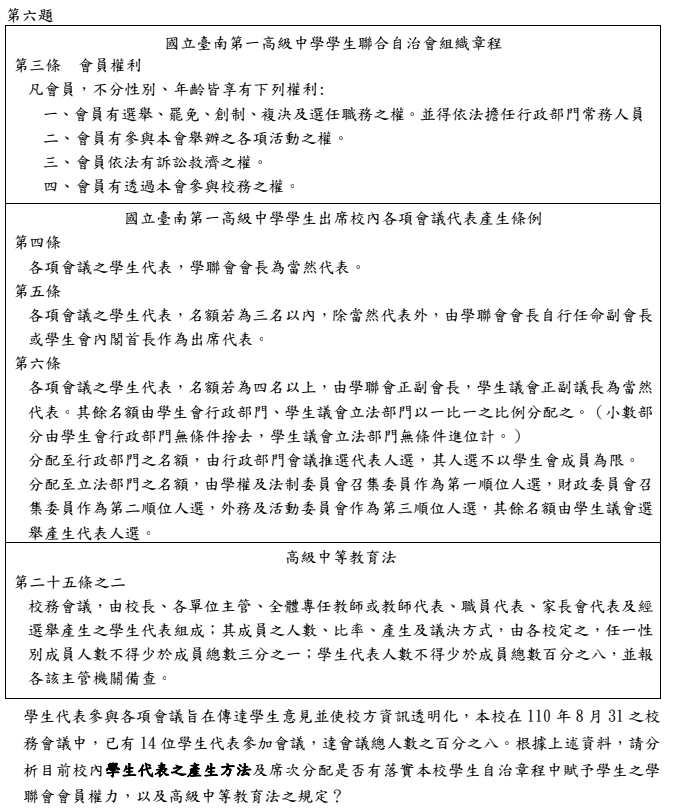 第六題
國立臺南第一高級中學學生聯合自治會組織章程
第三條　會員權利
凡會員，不分性別、年齡皆享有下列權利:
一、會員有選舉、罷免、創制、複決及選任職務之權。並得依法擔任行政部門常務人員
二、會員有參與本會舉辦之各項活動之權。
三、會員依法有訴訟救濟之權。
四、會員有透過本會參與校務之權。
國立臺南第一高級中學學生出席校內各項會議代表產生條例
第四條
各項會議之學生代表，學聯會會長為當然代表。
第五條
各項會議之學生代表，名額若為三名以內，除當然代表外，由學聯會會長自行任命副會長
或學生會內閣首長作為出席代表。
第六條
各項會議之學生代表，名額若為四名以上，由學聯會正副會長，學生議會正副議長為當然
代表。其餘名額由學生會行政部門、學生議會立法部門以一比一之比例分配之。（小數部
分由學生會行政部門無條件捨去，學生議會立法部門無條件進位計。）
分配至行政部門之名額，由行政部門會議推選代表人選，其人選不以學生會成員為限。
分配至立法部門之名額，由學權及法制委員會召集委員作為第一順位人選，財政委員會召
集委員作為第二順位人選，外務及活動委員會作為第三順位人選，其餘名額由學生議會選
舉產生代表人選。
高級中等教育法
第二十五條之二
校務會議，由校長、各單位主管、全體專任教師或教師代表、職員代表、家長會代表及經
選舉產生之學生代表組成；其成員之人數、比率、產生及議決方式，由各校定之，任一性
別成員人數不得少於成員總數三分之一；學生代表人數不得少於成員總數百分之八，並報
各該主管機關備查。
學生代表參與各項會議旨在傳達學生意見並使校方資訊透明化，本校在 110 年 8 月 31 之校
務會議中，已有 14 位學生代表參加會議，達會議總人數之百分之八。根據上述資料，請分
析目前校內學生代表之產生方法及席次分配是否有落實本校學生自治章程中賦予學生之學
聯會會員權力，以及高級中等教育法之規定？